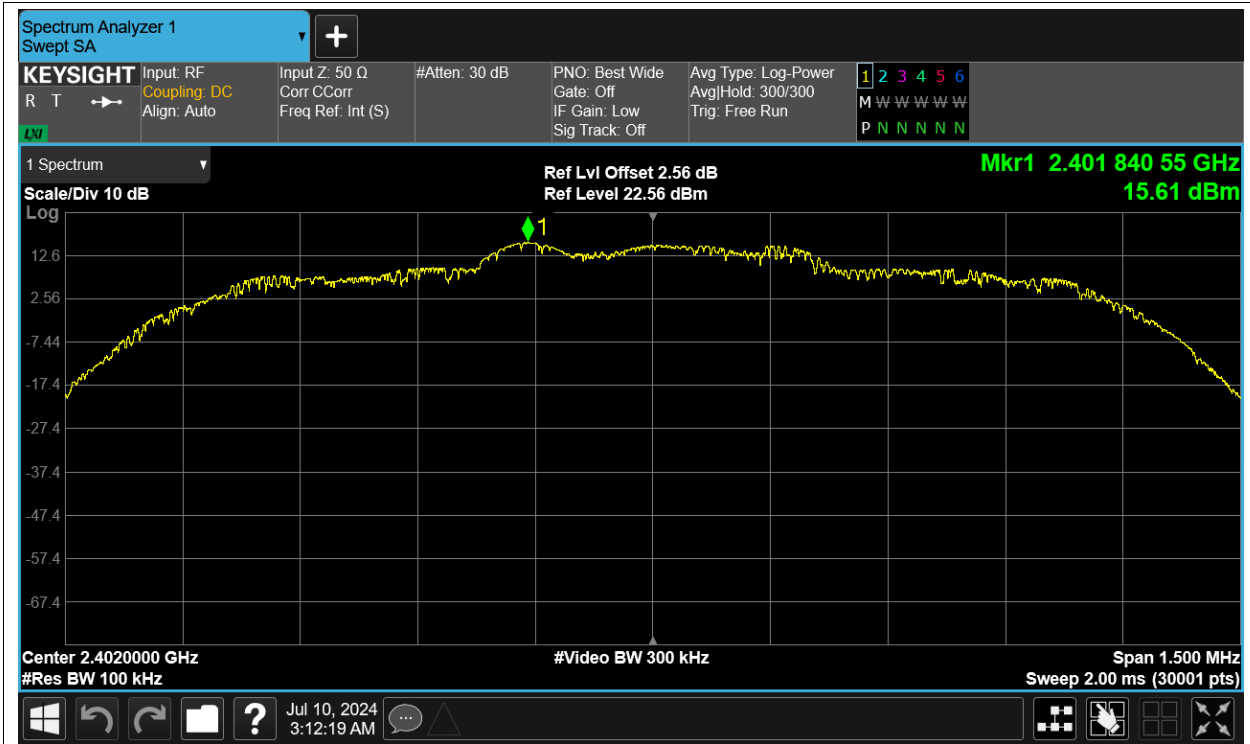 Spectrum Analyzer 1
Swept SA
KEYSIGHT
R T
LXI
Input: RF
Coupling: DC
Align: Auto
Input Z: 50 Ω
Corr CCorr
Freq Ref: Int (S)
#Atten: 30 dB
PNO: Best Wide
Gate: Off
IF Gain: Low
Sig Track: Off
Avg Type: Log-Power
Avg|Hold: 300/300
Trig: Free Run
1 2 3 4 5 6
M W W W W W
P N N N N N
1 Spectrum
Scale/Div 10 dB
Ref Lvl Offset 2.56 dB
Ref Level 22.56 dBm
Mkr1 2.401 840 55 GHz
15.61 dBm
Log
1
12.6
2.56
-7.44
-17.4
-27.4
-37.4
-47.4
-57.4
-67.4
Center 2.4020000 GHz
#Res BW 100 kHz
#Video BW 300 kHz
Span 1.500 MHz
Sweep 2.00 ms (30001 pts)
?
Jul 10, 2024
3:12:19 AM